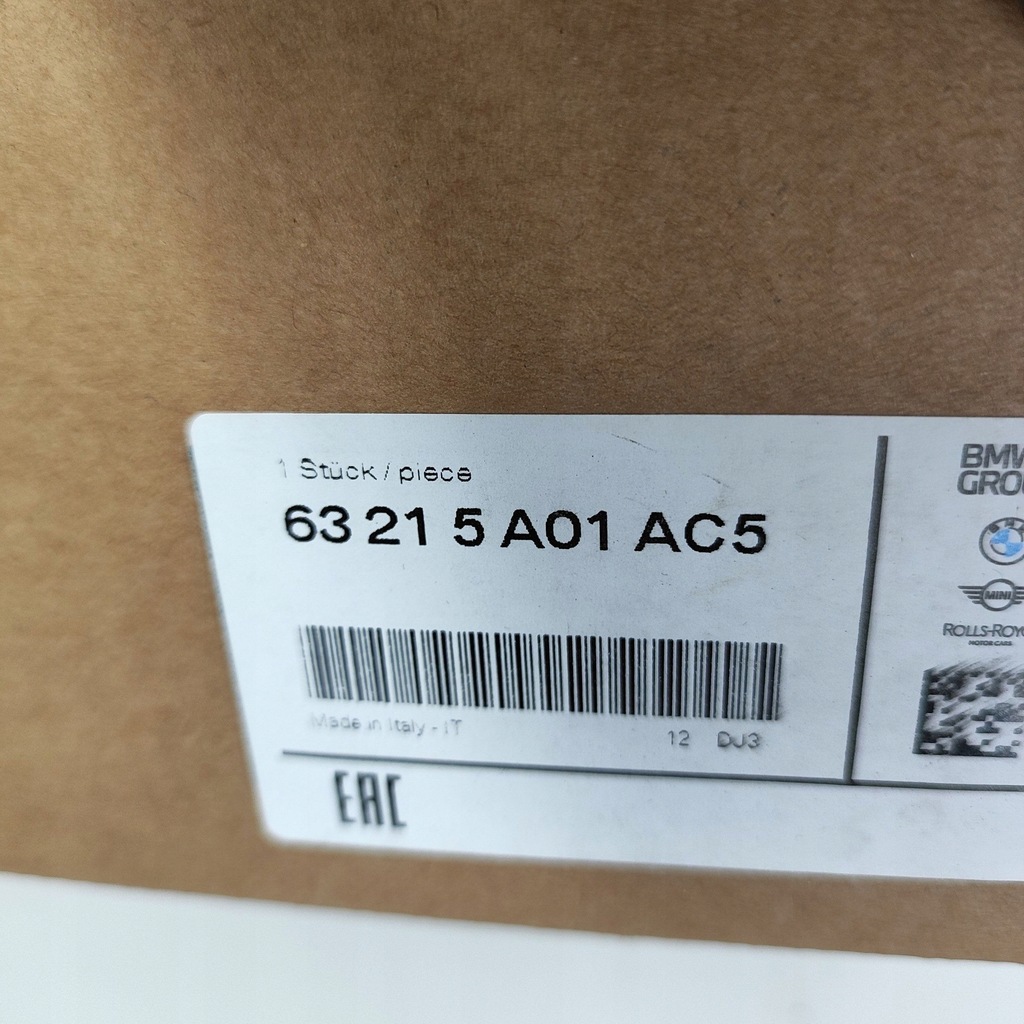 1 Stück / piece
63 21 5 A01 AC5
Made in Italy - IT
12 DJ3
EAC
BMW
GROU
MINI
ROLLS-ROYC
MOTOR CARS